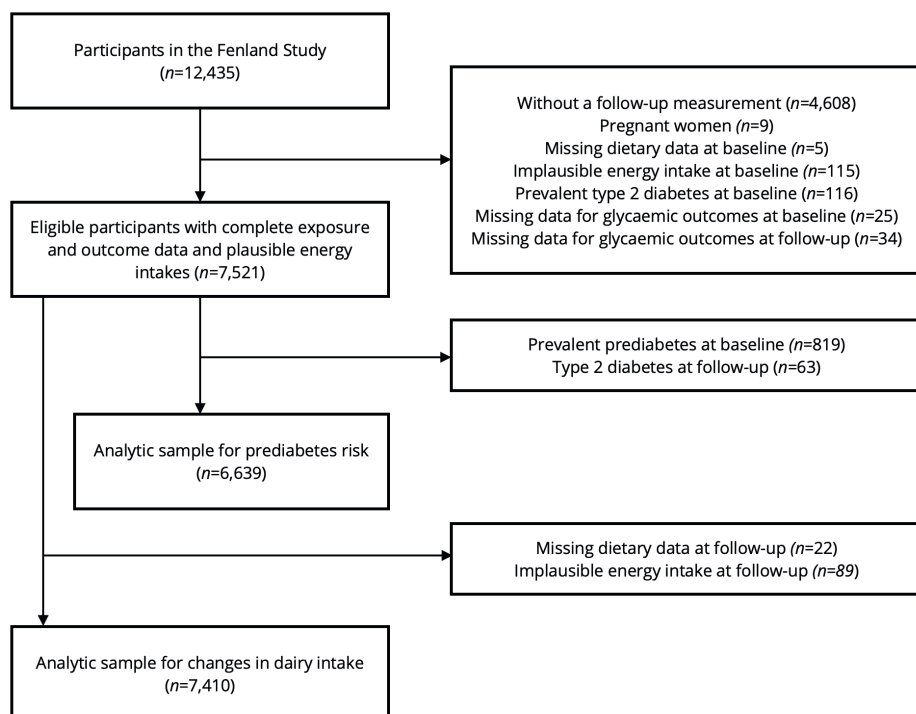 Participants in the Fenland Study
(n=12,435)
Without a follow-up measurement (n=4,608)
Pregnant women (n=9)
Missing dietary data at baseline (n=5)
Implausible energy intake at baseline (n=115)
Prevalent type 2 diabetes at baseline (n=116)
Missing data for glycaemic outcomes at baseline (n=25)
Missing data for glycaemic outcomes at follow-up (n=34)
Eligible participants with complete exposure
and outcome data and plausible energy
intakes (n=7,521)
Prevalent prediabetes at baseline (n=819)
Type 2 diabetes at follow-up (n=63)
Analytic sample for prediabetes risk
(n=6,639)
Missing dietary data at follow-up (n=22)
Implausible energy intake at follow-up (n=89)
Analytic sample for changes in dairy intake
(n=7,410)